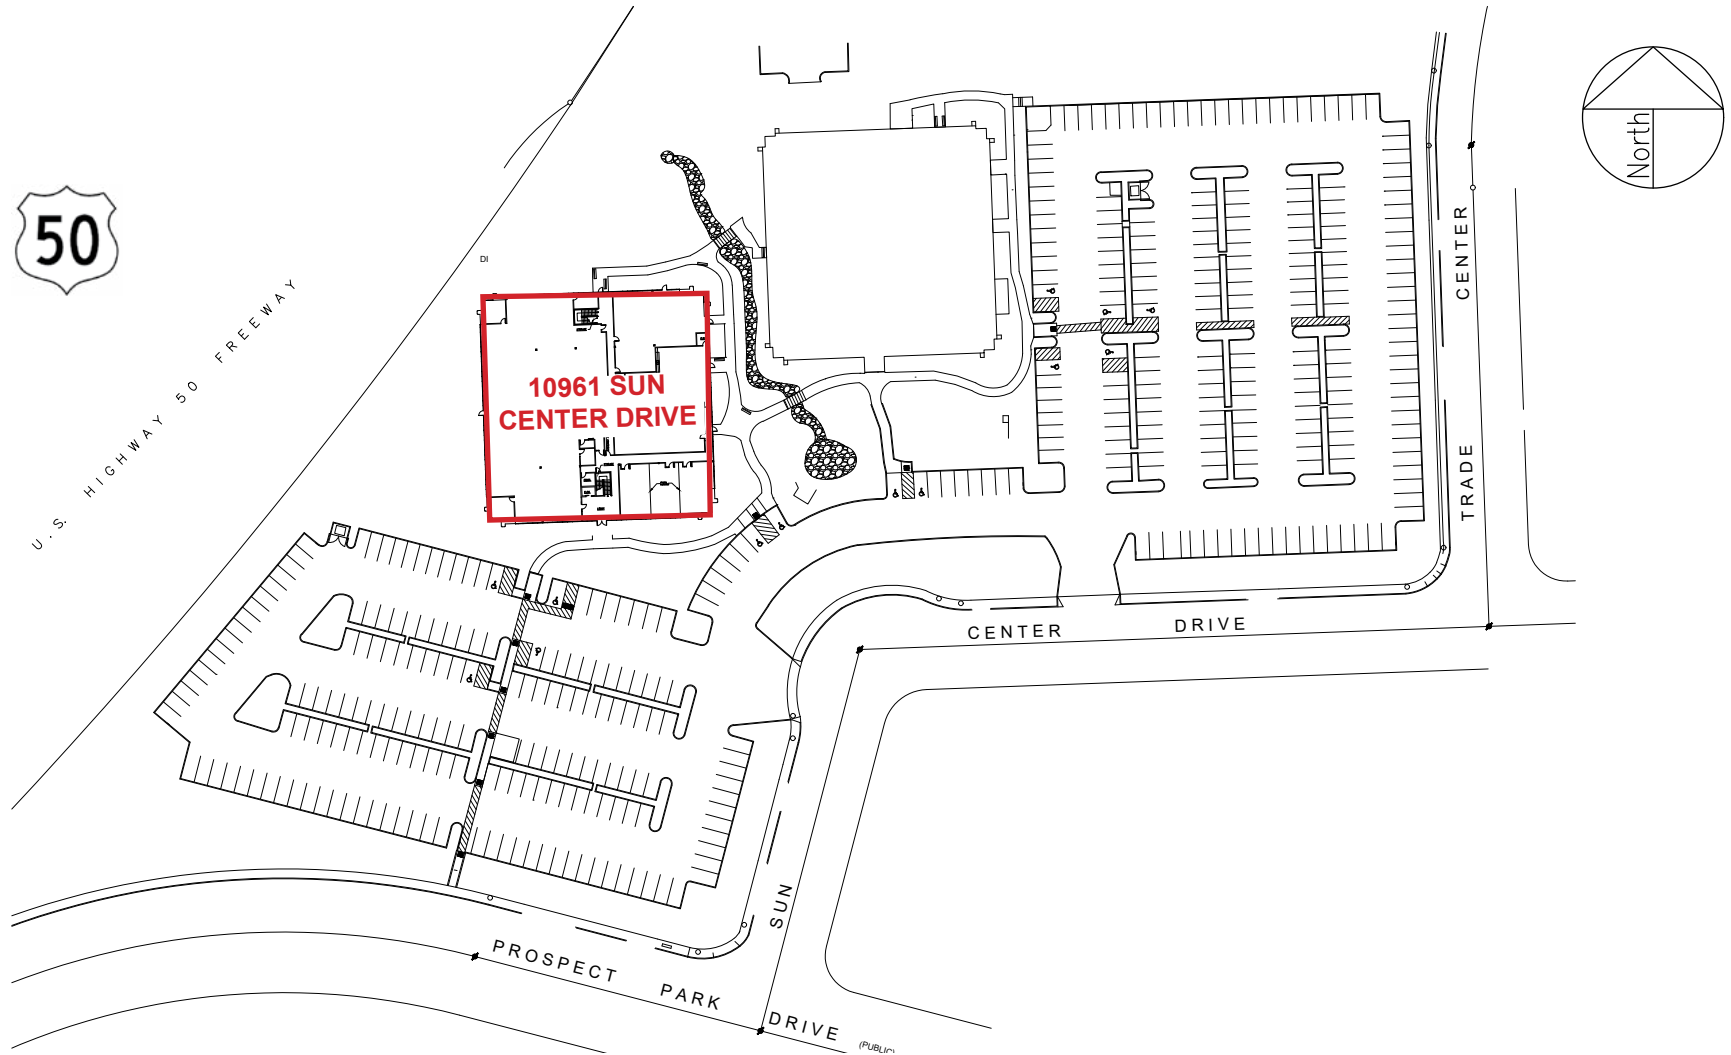 North
50
DI
U.S. HIGHWAY 50 FREEWAY
10961 SUN
CENTER DRIVE
TRADE CENTER
CENTER DRIVE
SUN
PROSPECT PARK DRIVE
(PUBLIC)